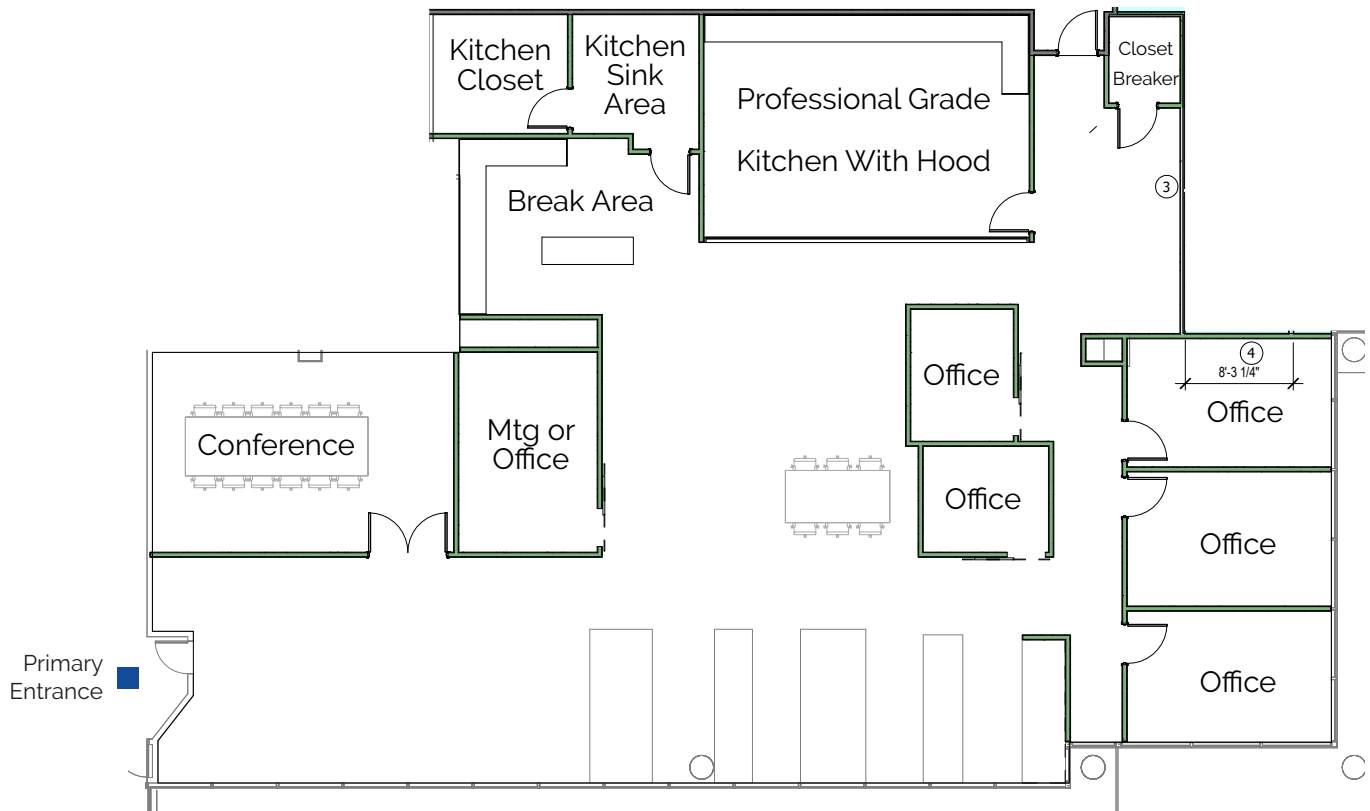 Kitchen
Closet
Kitchen
Sink
Area
Professional Grade
Kitchen With Hood
Closet
Breaker
3
Break Area
4
8'-3 1/4"
Office
Office
Conference
Mtg or
Office
Office
Office
Primary
Entrance
Office